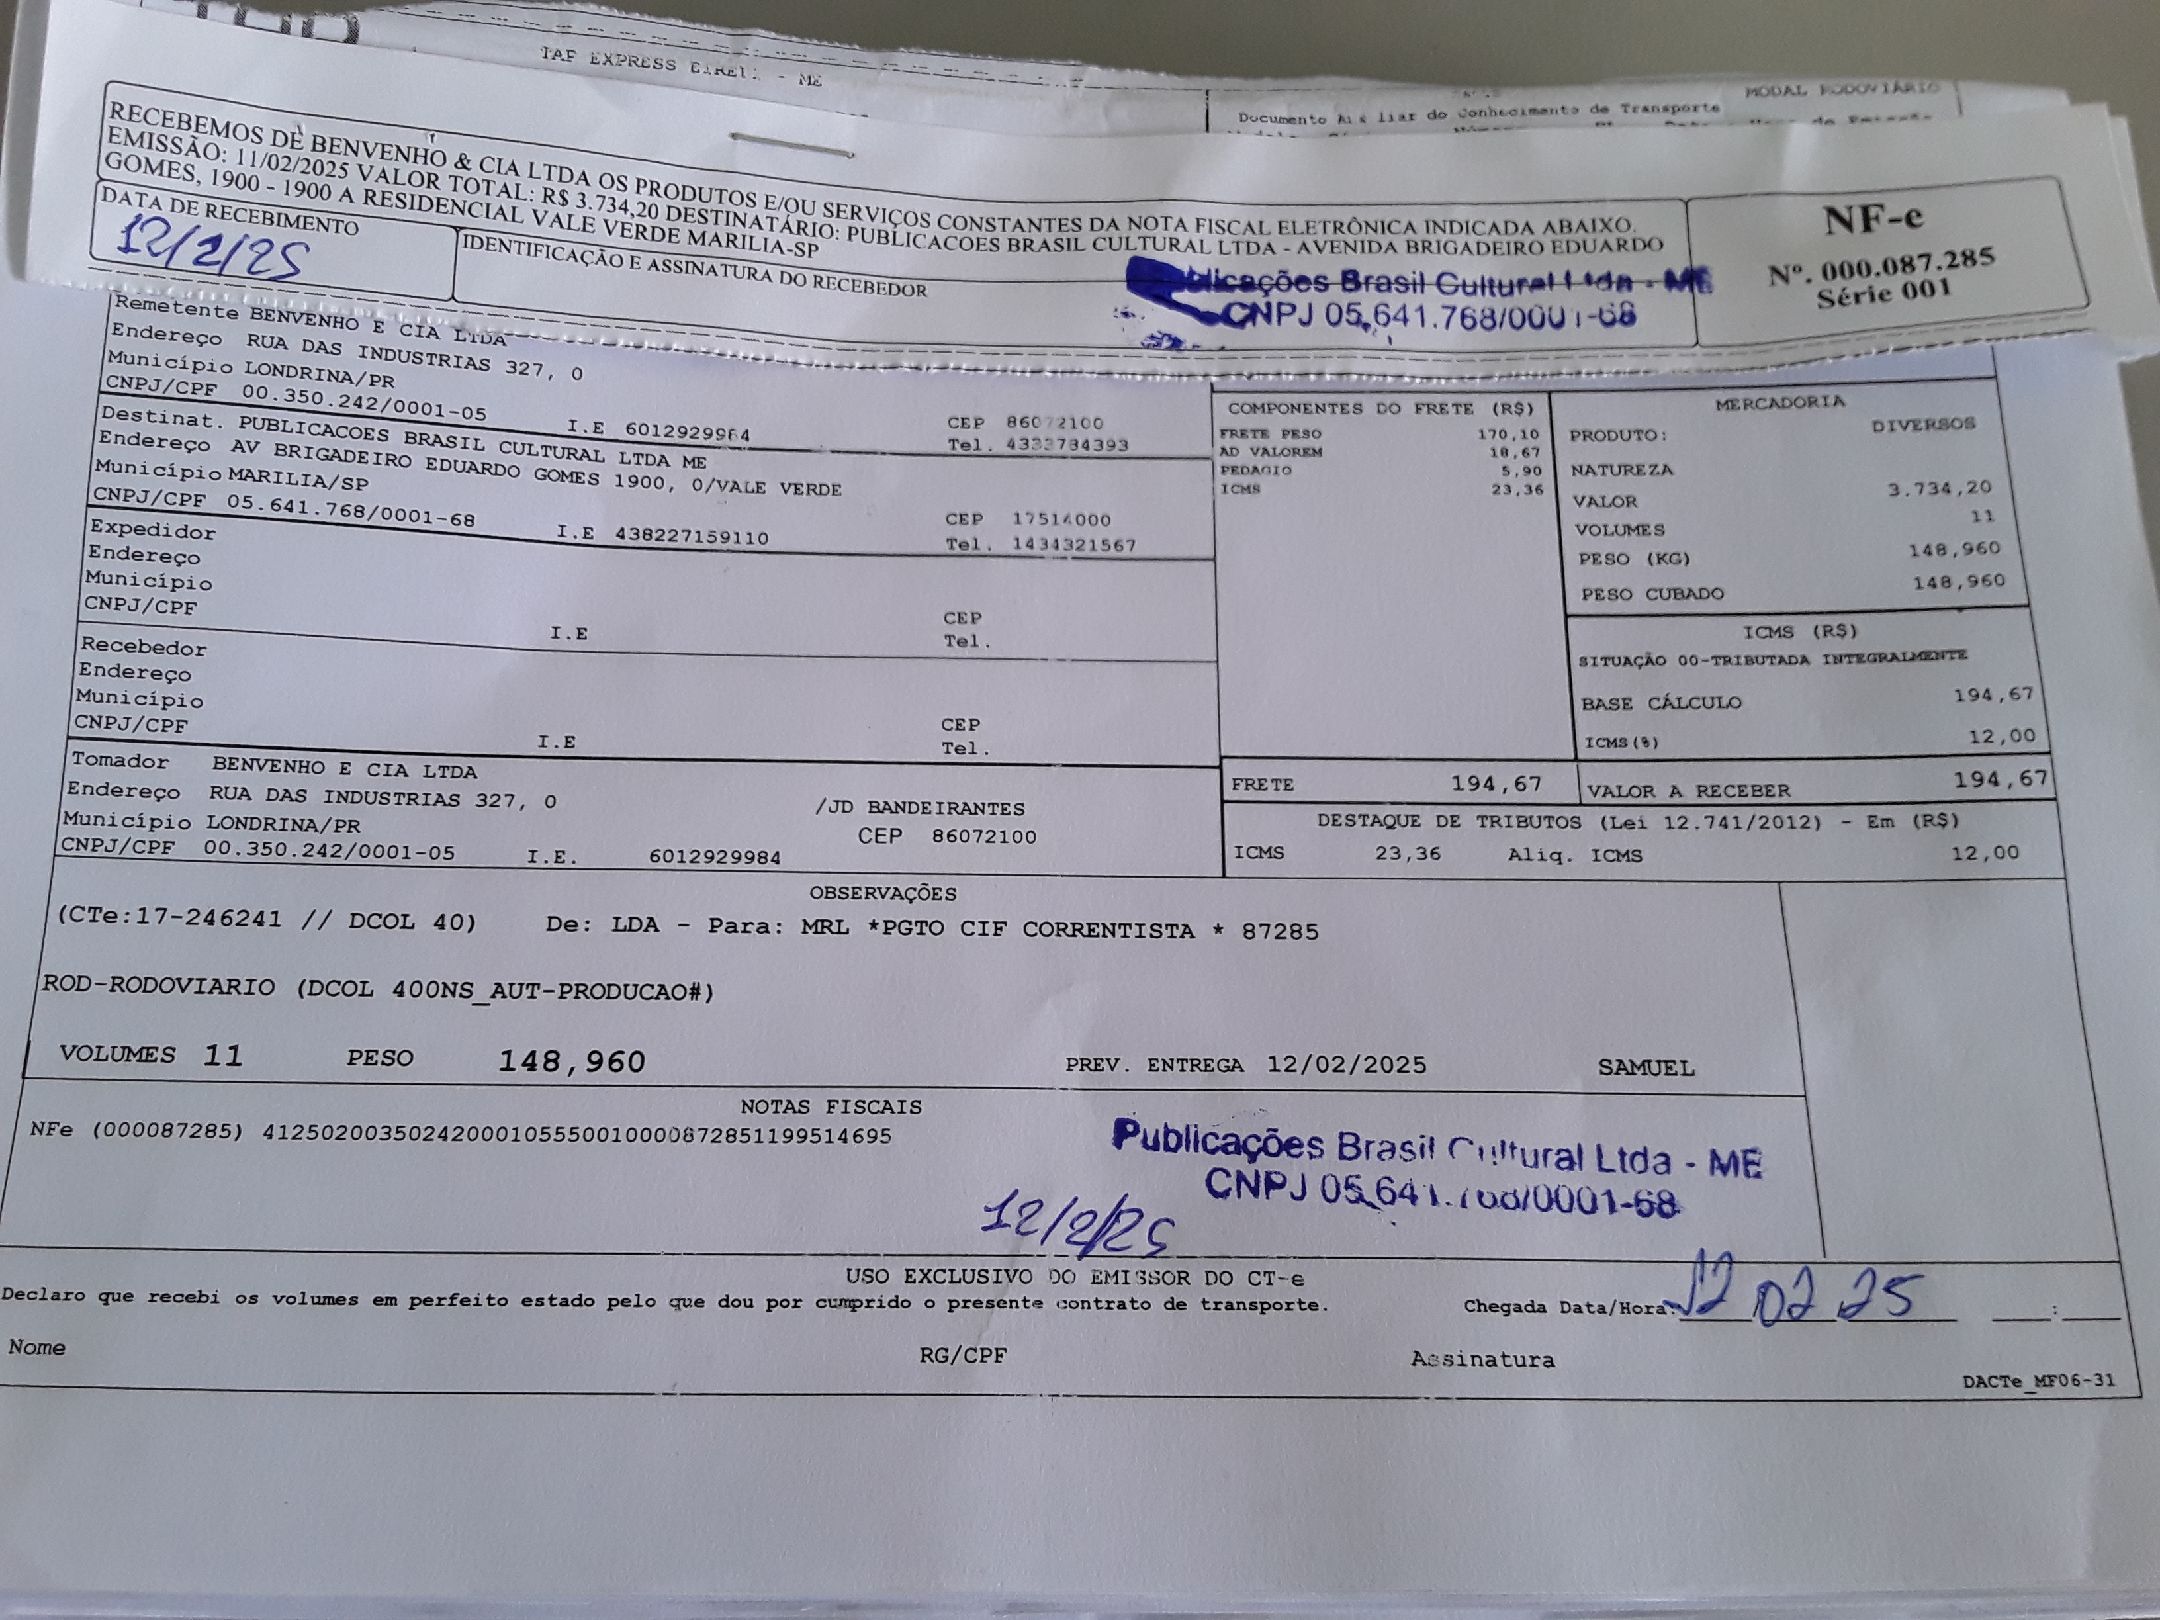 TAF EXPRESS EIRELI - ME
MODAL RODOVIÁRIO
Documento Auxiliar do Conhecimento de Transporte
RECEBEMOS DE BENVENHO & CIA LTDA OS PRODUTOS E/OU SERVIÇOS CONSTANTES DA NOTA FISCAL ELETRÔNICA INDICADA ABAIXO.
EMISSÃO: 11/02/2025 VALOR TOTAL: R$ 3.734,20 DESTINATÁRIO: PUBLICACOES BRASIL CULTURAL LTDA - AVENIDA BRIGADEIRO EDUARDO
GOMES, 1900 - 1900 A RESIDENCIAL VALE VERDE MARILIA-SP
DATA DE RECEBIMENTO
12/2/25
IDENTIFICAÇÃO E ASSINATURA DO RECEBEDOR
Publicações Brasil Cultural Ltda - ME
CNPJ 05.641.768/0001-68
NF-e
Nº. 000.087.285
Série 001
Remetente BENVENHO E CIA LTDA
Endereço RUA DAS INDUSTRIAS 327, 0
Município LONDRINA/PR
CNPJ/CPF 00.350.242/0001-05 I.E 6012929984
CEP 86072100
Tel. 4333784393
Destinat. PUBLICACOES BRASIL CULTURAL LTDA ME
Endereço AV BRIGADEIRO EDUARDO GOMES 1900, 0/VALE VERDE
Município MARILIA/SP
CNPJ/CPF 05.641.768/0001-68 I.E 438227159110
CEP 17514000
Tel. 1434321567
Expedidor
Endereço
Município
CNPJ/CPF I.E
CEP
Tel.
Recebedor
Endereço
Município
CNPJ/CPF I.E
CEP
Tel.
Tomador BENVENHO E CIA LTDA
Endereço RUA DAS INDUSTRIAS 327, 0 /JD BANDEIRANTES
Município LONDRINA/PR CEP 86072100
CNPJ/CPF 00.350.242/0001-05 I.E. 6012929984
COMPONENTES DO FRETE (R$)
FRETE PESO 170,10
AD VALOREM 18,67
PEDAGIO 5,90
ICMS 23,36
MERCADORIA
PRODUTO: DIVERSOS
NATUREZA
VALOR 3.734,20
VOLUMES 11
PESO (KG) 148,960
PESO CUBADO 148,960
ICMS (R$)
SITUAÇÃO 00-TRIBUTADA INTEGRALMENTE
BASE CÁLCULO 194,67
ICMS(%) 12,00
FRETE 194,67 VALOR A RECEBER 194,67
DESTAQUE DE TRIBUTOS (Lei 12.741/2012) - Em (R$)
ICMS 23,36 Aliq. ICMS 12,00
OBSERVAÇÕES
(CTe:17-246241 // DCOL 40) De: LDA - Para: MRL *PGTO CIF CORRENTISTA * 87285
ROD-RODOVIARIO (DCOL 400NS_AUT-PRODUCAO#)
VOLUMES 11 PESO 148,960 PREV. ENTREGA 12/02/2025 SAMUEL
NOTAS FISCAIS
NFe (000087285) 41250200350242000105550010000872851199514695
Publicações Brasil Cultural Ltda - ME
CNPJ 05.641.768/0001-68
12/2/25
USO EXCLUSIVO DO EMISSOR DO CT-e
Declaro que recebi os volumes em perfeito estado pelo que dou por cumprido o presente contrato de transporte. Chegada Data/Hora: 12 02 25 :
Nome RG/CPF Assinatura
DACTe_MF06-31